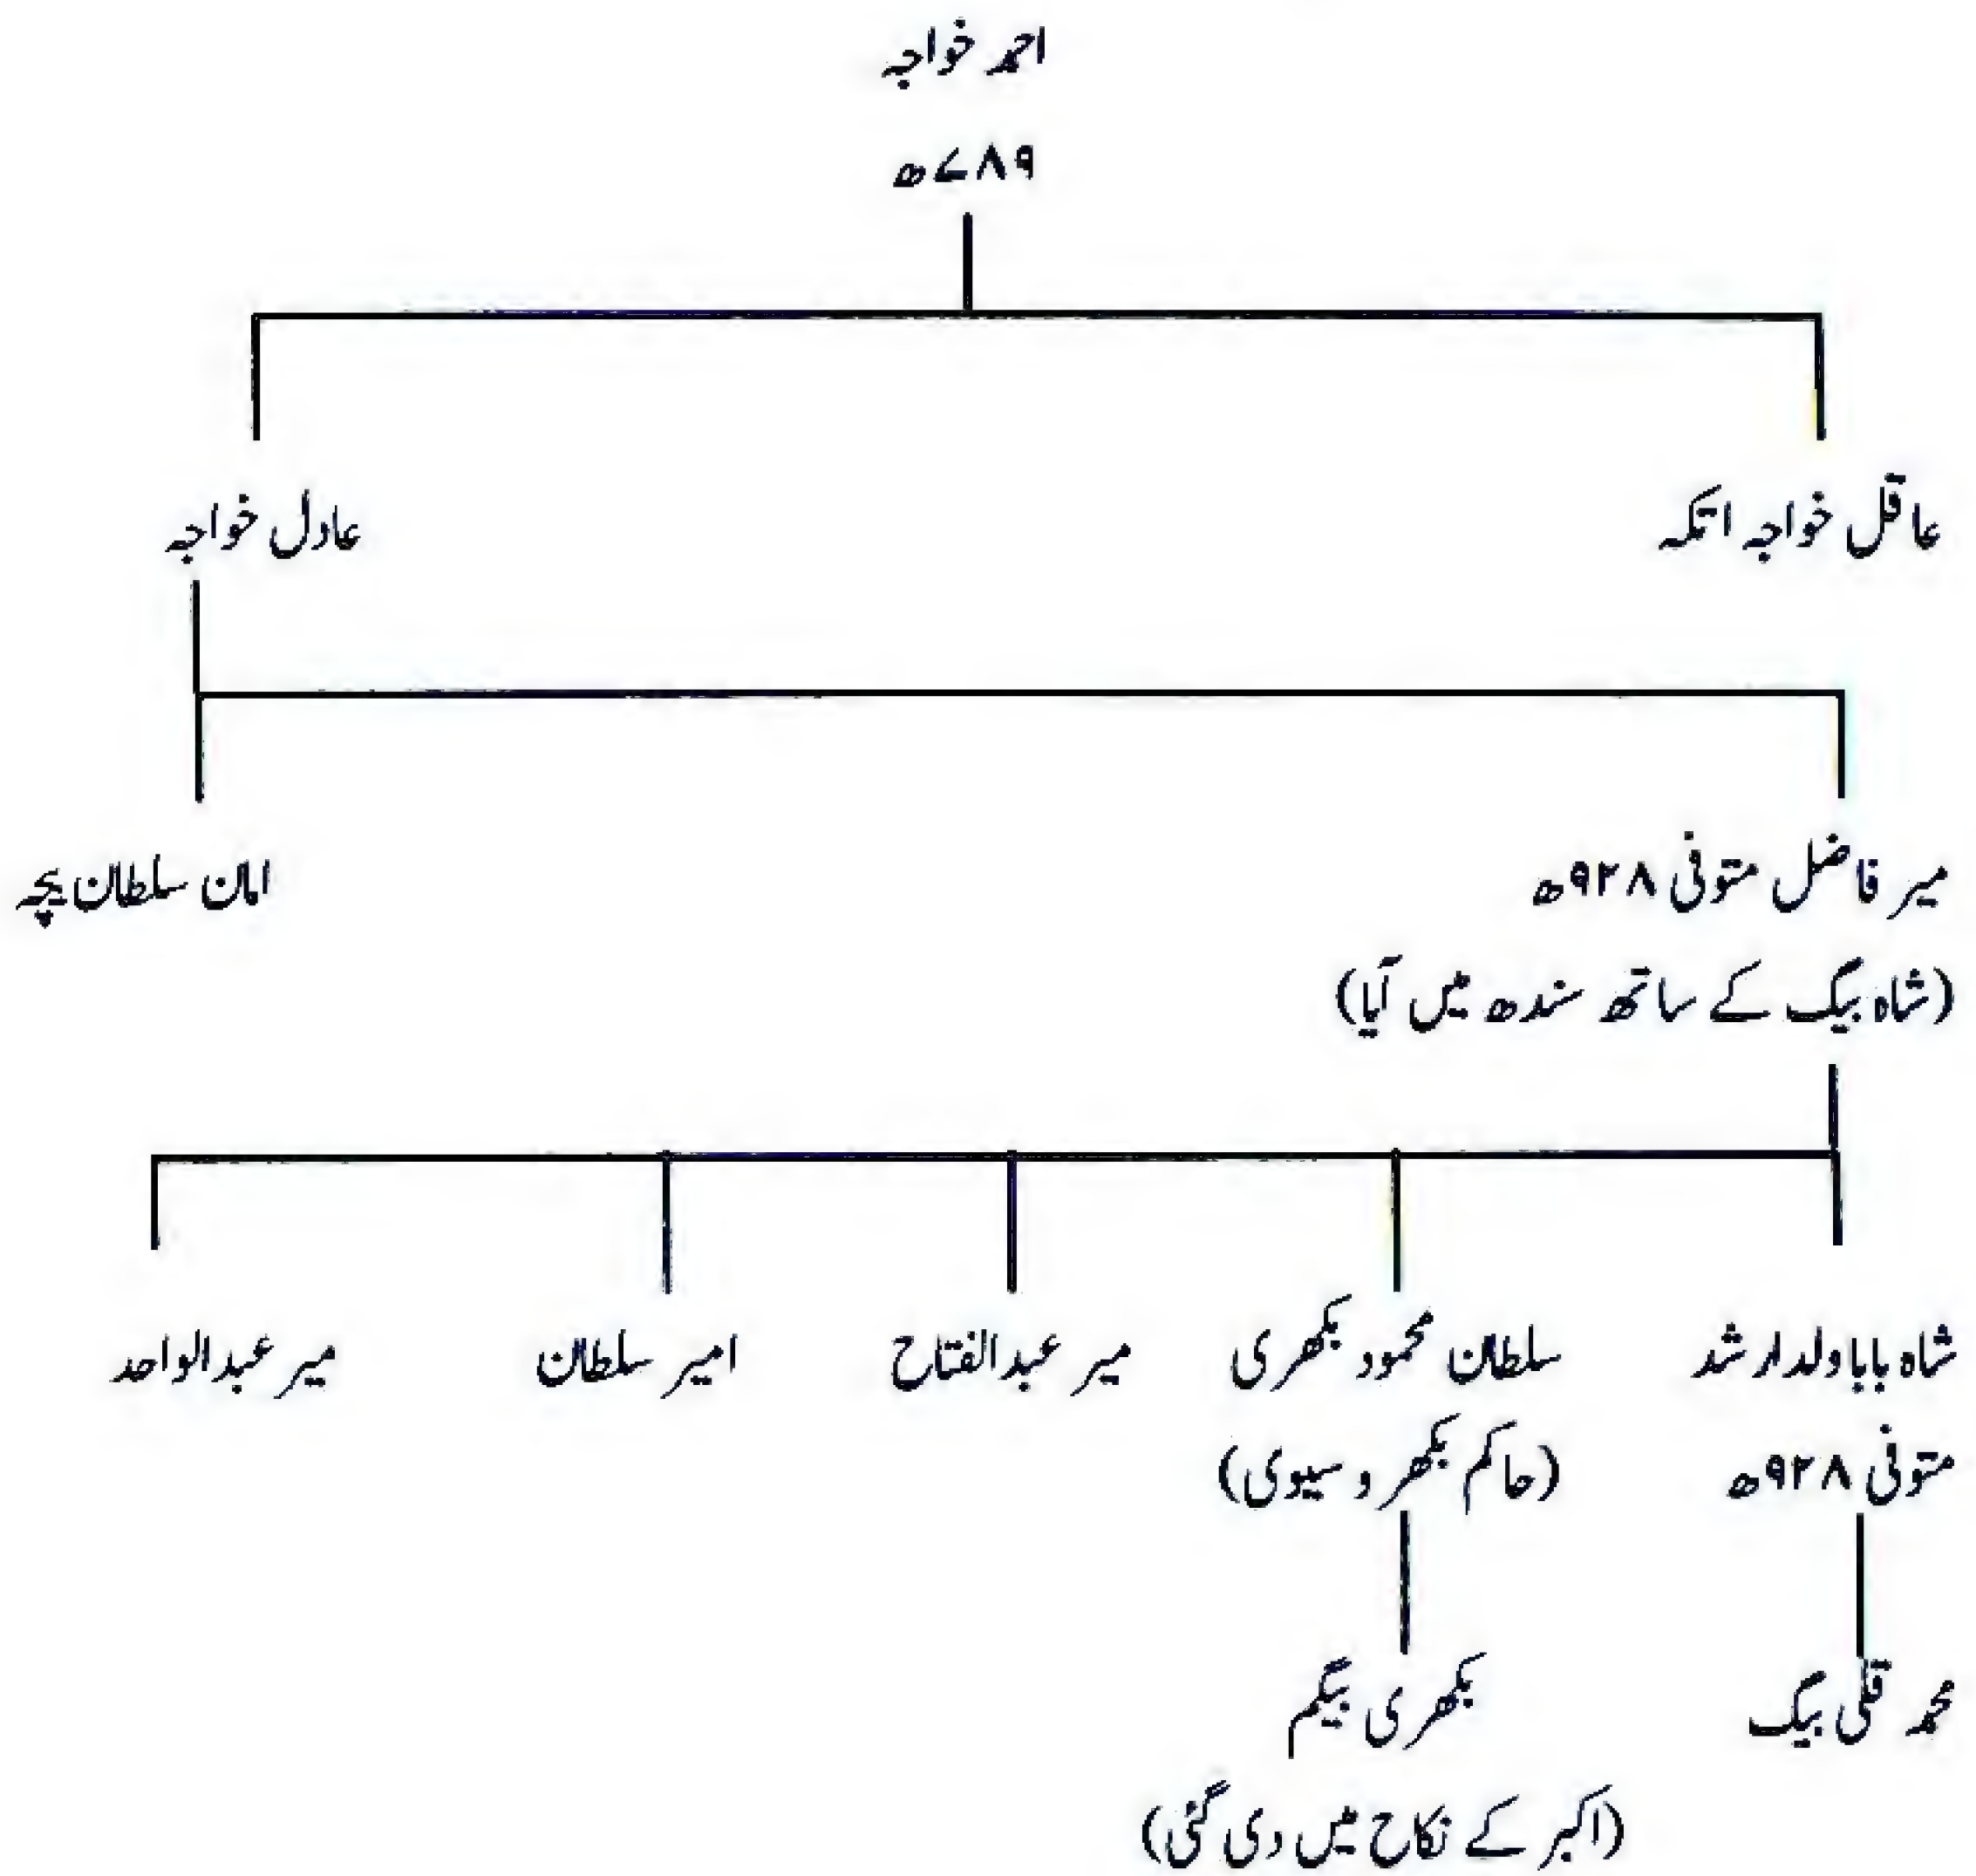 احمد خواجہ
۷۸۹ھ
عاقل خواجہ اتکہ
عادل خواجہ
میر فاضل متوفی ۹۲۸ھ
(شاہ بیگ کے ساتھ سندھ میں آیا)
امان سلطان یچہ
شاہ بابا ولد ارشد
متوفی ۹۲۸ھ
سلطان محمود بکھری
(حاکم بکھر و سیوی)
میر عبدالفتاح
امیر سلطان
میر عبدالواحد
محمد قلی بیگ
بکھری بیگم
(اکبر کے نکاح میں دی گئی)